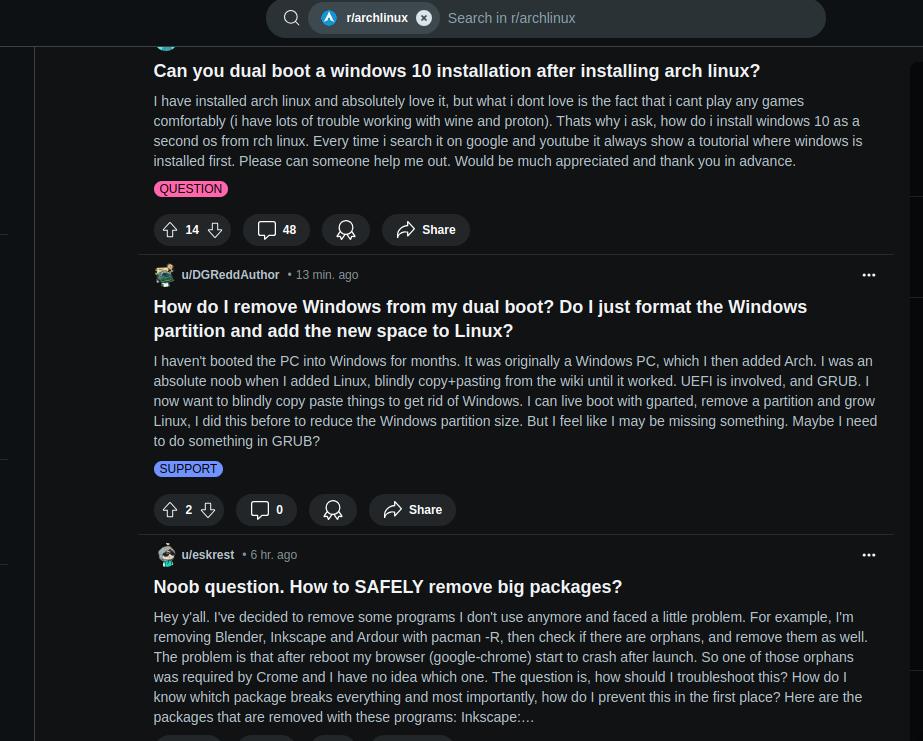 r/archlinux Search in r/archlinux
Can you dual boot a windows 10 installation after installing arch linux?
I have installed arch linux and absolutely love it, but what i dont love is the fact that i cant play any games
comfortably (i have lots of trouble working with wine and proton). Thats why i ask, how do i install windows 10 as a
second os from rch linux. Every time i search it on google and youtube it always show a toutorial where windows is
installed first. Please can someone help me out. Would be much appreciated and thank you in advance.
QUESTION
14 48 Share
u/DGReddAuthor • 13 min. ago
How do I remove Windows from my dual boot? Do I just format the Windows
partition and add the new space to Linux?
I haven't booted the PC into Windows for months. It was originally a Windows PC, which I then added Arch. I was an
absolute noob when I added Linux, blindly copy+pasting from the wiki until it worked. UEFI is involved, and GRUB. I
now want to blindly copy paste things to get rid of Windows. I can live boot with gparted, remove a partition and grow
Linux, I did this before to reduce the Windows partition size. But I feel like I may be missing something. Maybe I need
to do something in GRUB?
SUPPORT
2 0 Share
u/eskrest • 6 hr. ago
Noob question. How to SAFELY remove big packages?
Hey y'all. I've decided to remove some programs I don't use anymore and faced a little problem. For example, I'm
removing Blender, Inkscape and Ardour with pacman -R, then check if there are orphans, and remove them as well.
The problem is that after reboot my browser (google-chrome) start to crash after launch. So one of those orphans
was required by Crome and I have no idea which one. The question is, how should I troubleshoot this? How do I
know whitch package breaks everything and most importantly, how do I prevent this in the first place? Here are the
packages that are removed with these programs: Inkscape:…